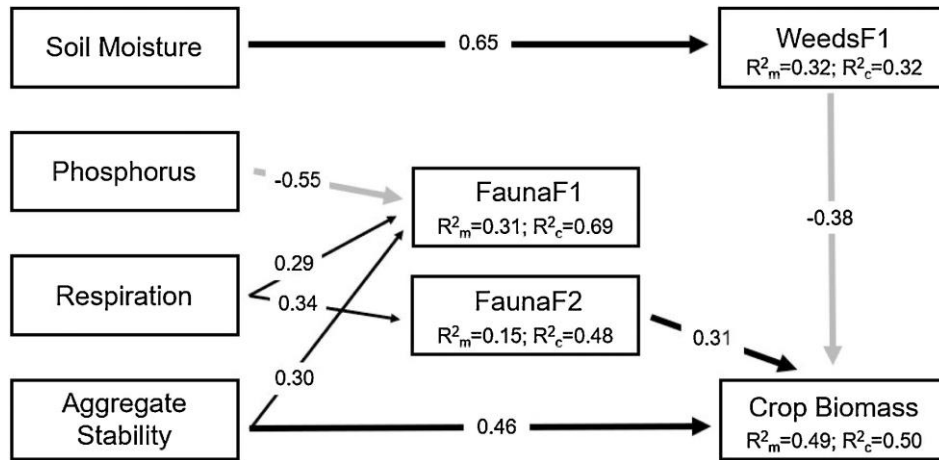 Soil Moisture
0.65
WeedsF1
R²m=0.32; R²c=0.32
Phosphorus
-0.55
FaunaF1
R²m=0.31; R²c=0.69
-0.38
Respiration
0.29
0.34
FaunaF2
R²m=0.15; R²c=0.48
0.31
0.30
Aggregate
Stability
0.46
Crop Biomass
R²m=0.49; R²c=0.50